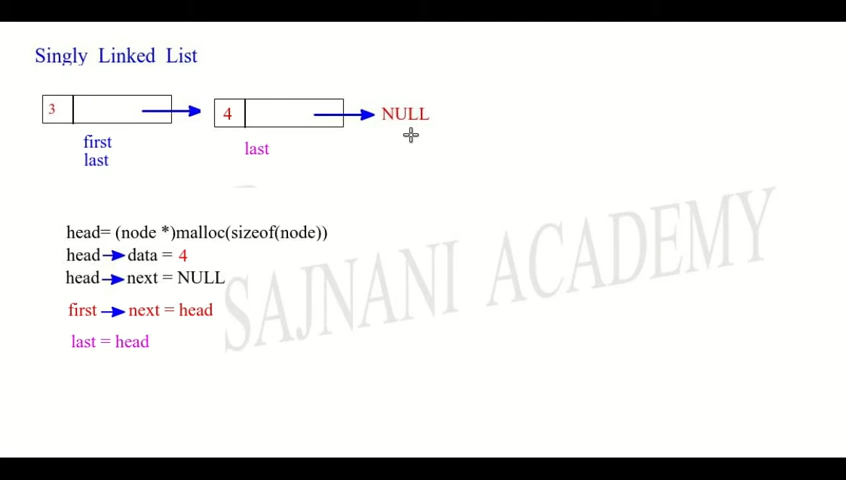 Singly Linked List
3
4
NULL
first
last
last
head= (node *)malloc(sizeof(node))
head data = 4
head next = NULL
first next = head
last = head
SAJNANI ACADEMY